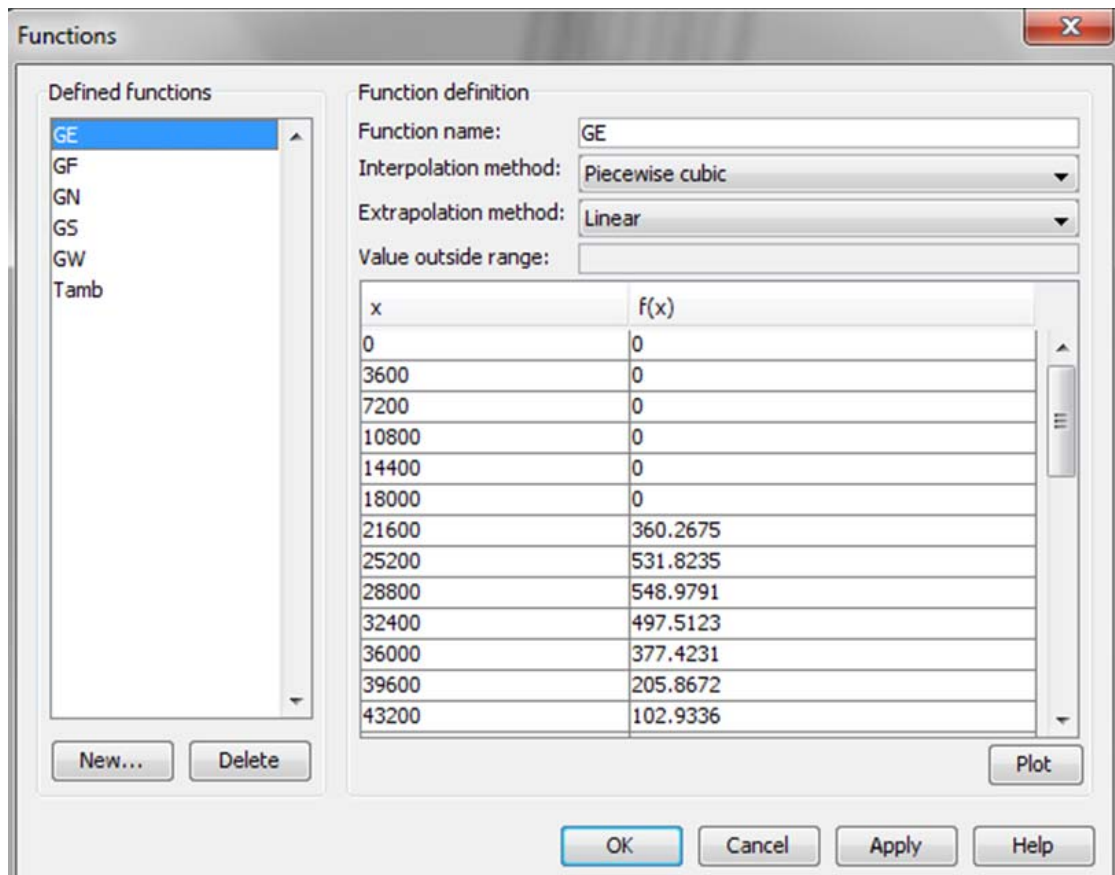 Functions
Defined functions
GE
GF
GN
GS
GW
Tamb
New...
Delete
Function definition
Function name: GE
Interpolation method: Piecewise cubic
Extrapolation method: Linear
Value outside range:
x f(x)
0 0
3600 0
7200 0
10800 0
14400 0
18000 0
21600 360.2675
25200 531.8235
28800 548.9791
32400 497.5123
36000 377.4231
39600 205.8672
43200 102.9336
Plot
OK Cancel Apply Help